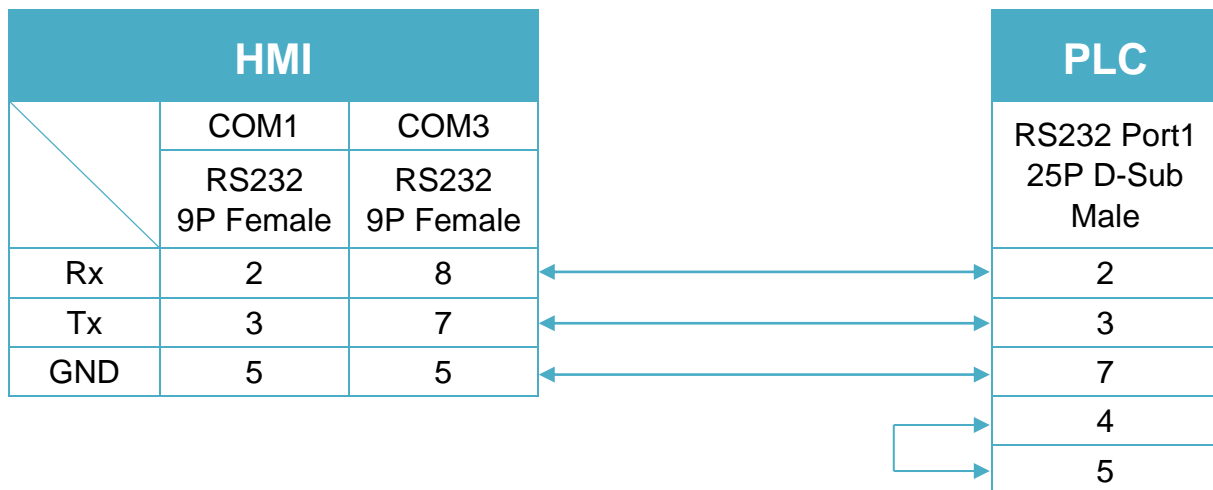 HMI PLC
COM1 COM3
RS232 Port1
25P D-Sub
Male
RS232 RS232
9P Female 9P Female
Rx 2 8 2
Tx 3 7 3
GND 5 5 7
4
5